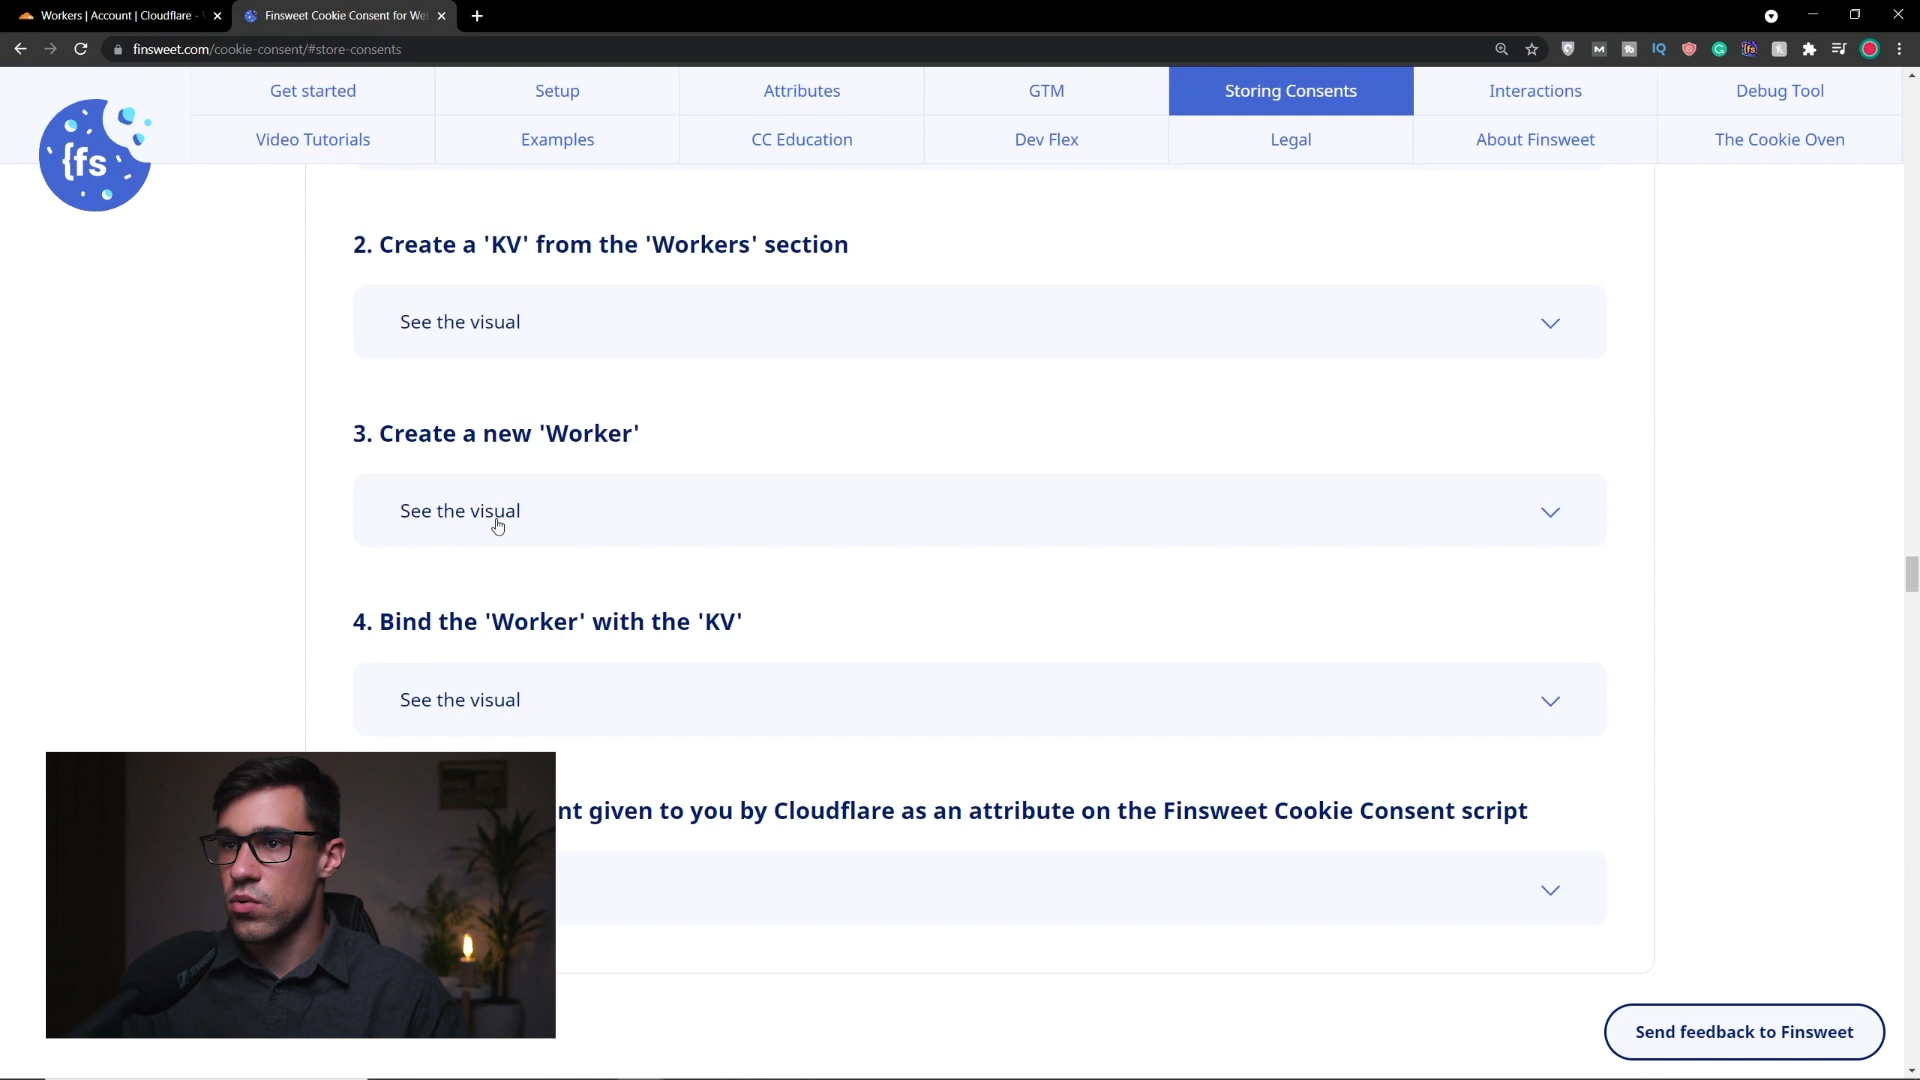 Workers | Account | Cloudflare -
Finsweet Cookie Consent for We
finsweet.com/cookie-consent/#store-consents
Get started
Setup
Attributes
GTM
Storing Consents
Interactions
Debug Tool
{fs
Video Tutorials
Examples
CC Education
Dev Flex
Legal
About Finsweet
The Cookie Oven
2. Create a 'KV' from the 'Workers' section
See the visual
3. Create a new 'Worker'
See the visual
4. Bind the 'Worker' with the 'KV'
See the visual
nt given to you by Cloudflare as an attribute on the Finsweet Cookie Consent script
Send feedback to Finsweet